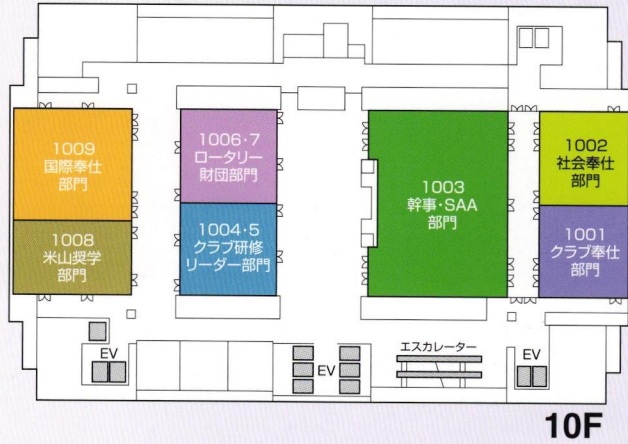 1009
国際奉仕
部門
1008
米山奨学
部門
1006・7
ロータリー
財団部門
1004・5
クラブ研修
リーダー部門
1003
幹事・SAA
部門
1002
社会奉仕
部門
1001
クラブ奉仕
部門
EV
EV
エスカレーター
EV
10F